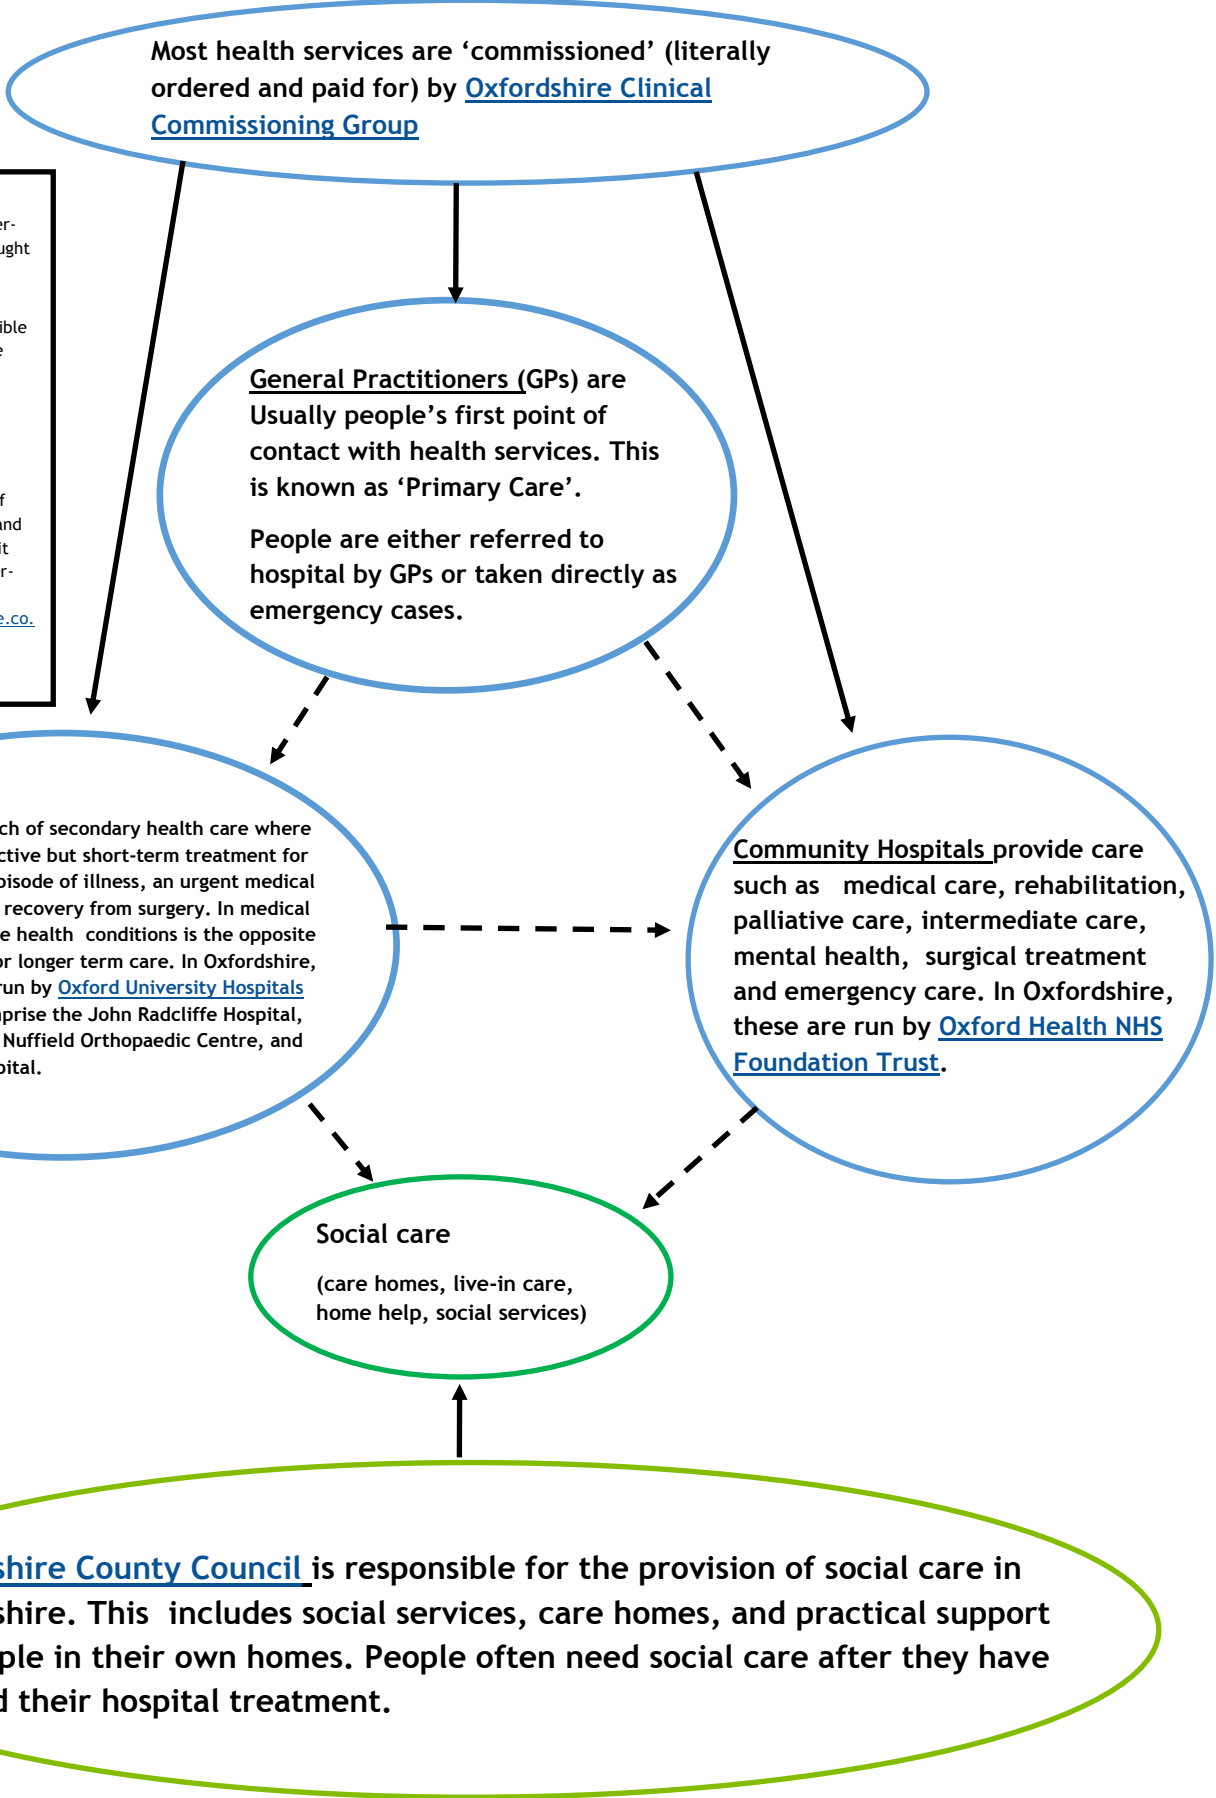 Most health services are ‘commissioned’ (literally
ordered and paid for) by Oxfordshire Clinical
Commissioning Group
er-
ught
ible
e
f
and
it
er-
e.co.
General Practitioners (GPs) are
Usually people’s first point of
contact with health services. This
is known as ‘Primary Care’.
People are either referred to
hospital by GPs or taken directly as
emergency cases.
ch of secondary health care where
ctive but short-term treatment for
pisode of illness, an urgent medical
recovery from surgery. In medical
e health conditions is the opposite
or longer term care. In Oxfordshire,
run by Oxford University Hospitals
prise the John Radcliffe Hospital,
Nuffield Orthopaedic Centre, and
pital.
Community Hospitals provide care
such as medical care, rehabilitation,
palliative care, intermediate care,
mental health, surgical treatment
and emergency care. In Oxfordshire,
these are run by Oxford Health NHS
Foundation Trust.
Social care
(care homes, live-in care,
home help, social services)
shire County Council is responsible for the provision of social care in
shire. This includes social services, care homes, and practical support
ple in their own homes. People often need social care after they have
d their hospital treatment.